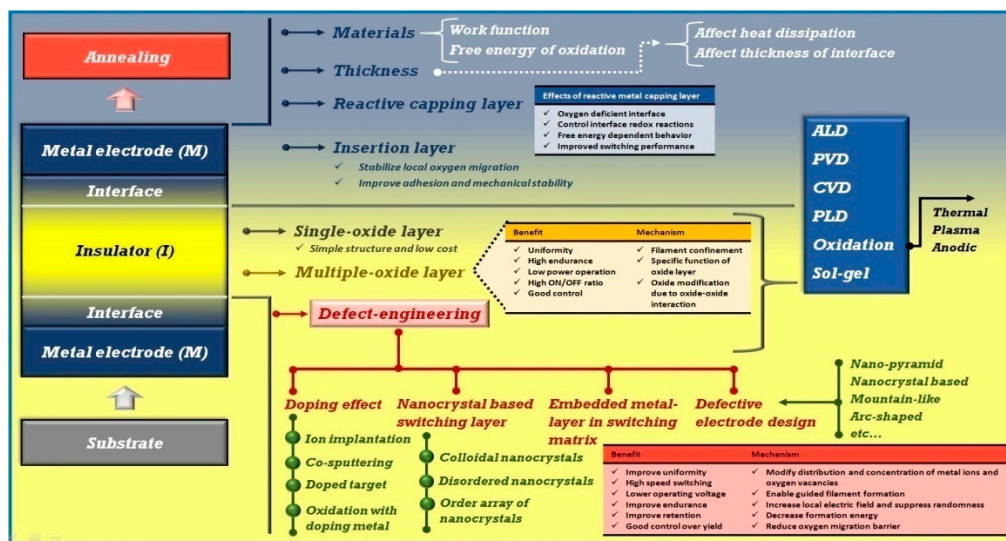 Annealing
Metal electrode (M)
Interface
Insulator (I)
Interface
Metal electrode (M)
Substrate
Materials
Work function
Free energy of oxidation
Affect heat dissipation
Affect thickness of interface
Thickness
Reactive capping layer
Effects of reactive metal capping layer
✓ Oxygen deficient interface
✓ Control interface redox reactions
✓ Free energy dependent behavior
✓ Improved switching performance
Insertion layer
✓ Stabilize local oxygen migration
✓ Improve adhesion and mechanical stability
Single-oxide layer
✓ Simple structure and low cost
Multiple-oxide layer
Benefit
✓ Uniformity
✓ High endurance
✓ Low power operation
✓ High ON/OFF ratio
✓ Good control
Mechanism
✓ Filament confinement
✓ Specific function of
oxide layer
✓ Oxide modification
due to oxide-oxide
interaction
ALD
PVD
CVD
PLD
Oxidation
Sol-gel
Thermal
Plasma
Anodic
Defect-engineering
Doping effect
Ion implantation
Co-sputtering
Doped target
Oxidation with
doping metal
Nanocrystal based
switching layer
Colloidal nanocrystals
Disordered nanocrystals
Order array of
nanocrystals
Embedded metal-
layer in switching
matrix
Defective
electrode design
Nano-pyramid
Nanocrystal based
Mountain-like
Arc-shaped
etc...
Benefit
✓ Improve uniformity
✓ High speed switching
✓ Lower operating voltage
✓ Improve endurance
✓ Improve retention
✓ Good control over yield
Mechanism
✓ Modify distribution and concentration of metal ions and
oxygen vacancies
✓ Enable guided filament formation
✓ Increase local electric field and suppress randomness
✓ Decrease formation energy
✓ Reduce oxygen migration barrier